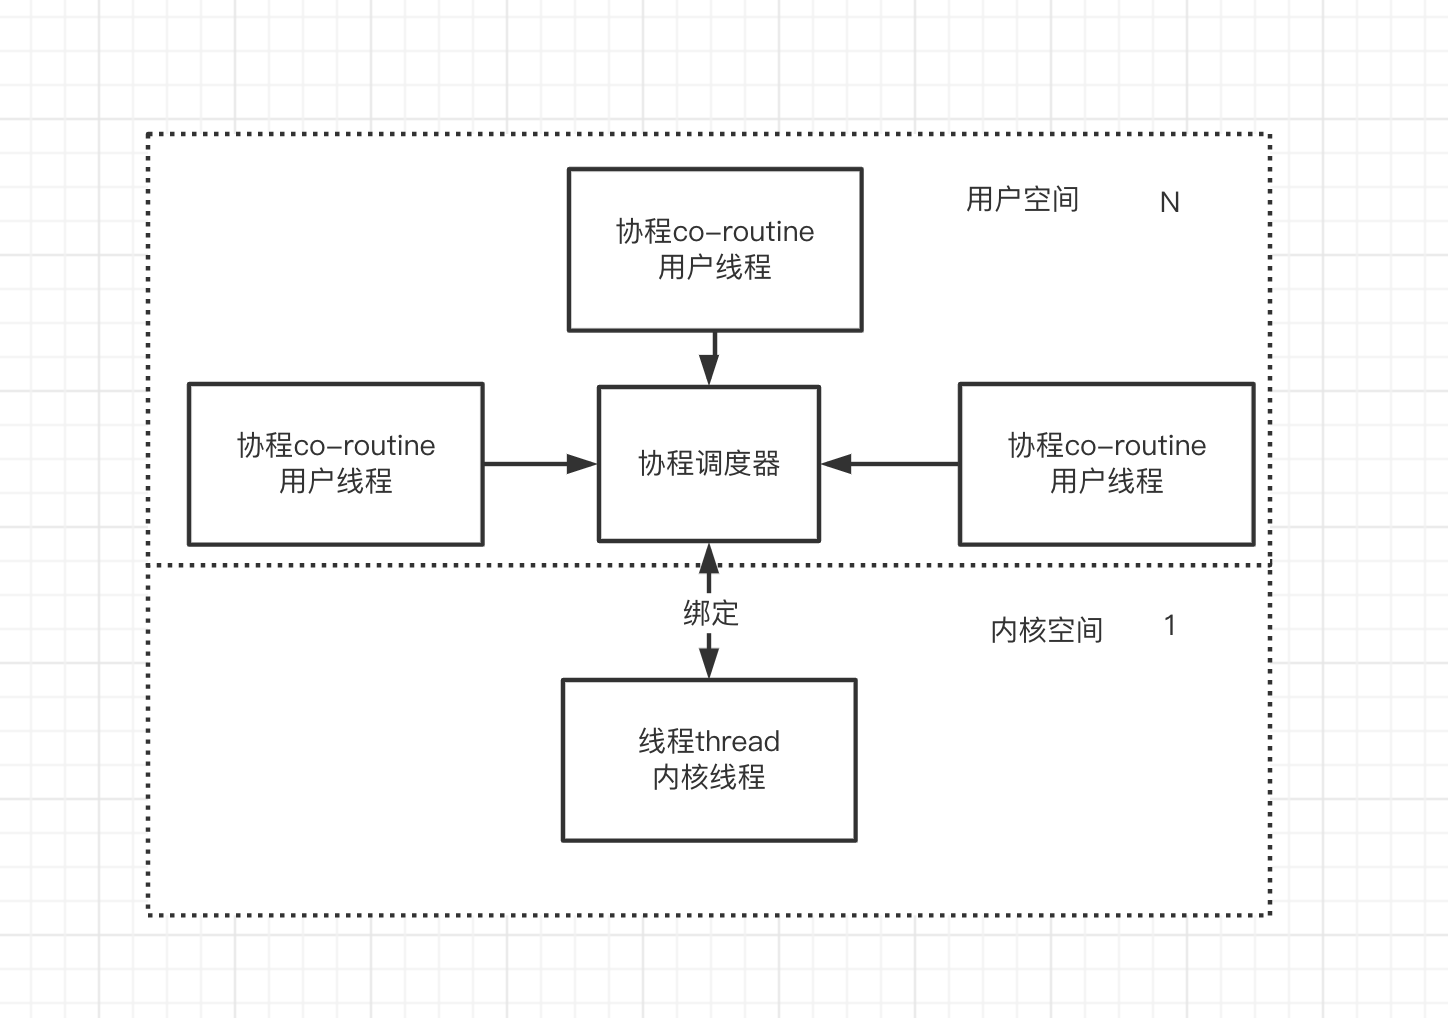 用户空间 N
协程co-routine
用户线程
协程co-routine
用户线程
协程调度器
协程co-routine
用户线程
绑定
内核空间 1
线程thread
内核线程